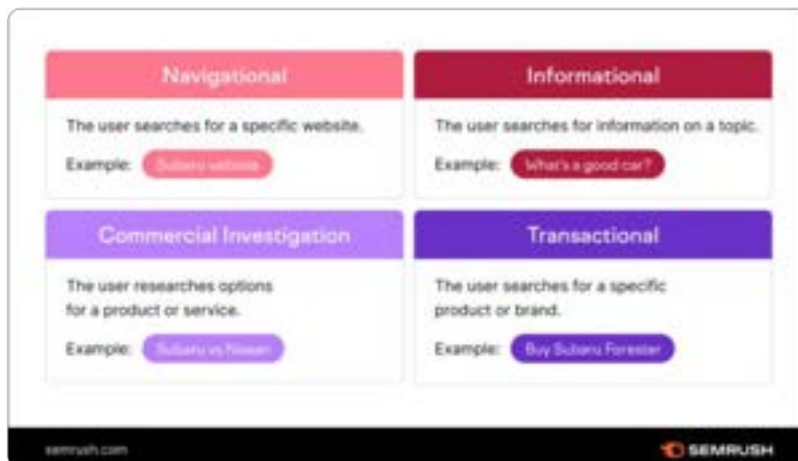 Navigational
The user searches for a specific website.
Example: Subaru website
Informational
The user searches for information on a topic.
Example: What's a good car?
Commercial Investigation
The user researches options
for a product or service.
Example: Subaru vs Nissan
Transactional
The user searches for a specific
product or brand.
Example: Buy Subaru Forester
semrush.com
SEMRUSH